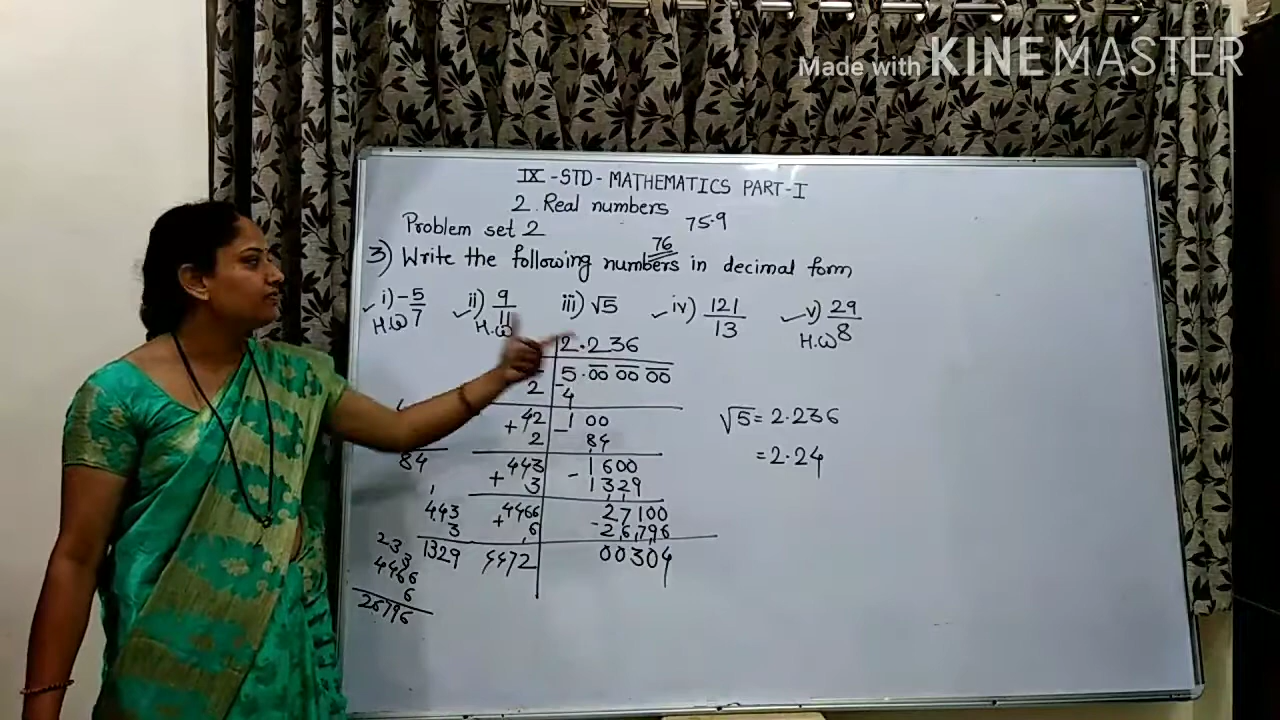 Made with KINEMASTER
IX - STD - MATHEMATICS PART-I
2. Real numbers
Problem set 2
75.9
76
3) Write the following numbers in decimal form
✓ i) -5/7 ✓ ii) 9/11 iii) √5 ✓ iv) 121/13 ✓ v) 29/8
H.W H.W H.W
2.236
5.00 00 00
2 - 4
+42 - 1 00
2 84
84
443 1600
+ 3 - 1329
4466 27100
+ 6 - 26796
4472 00304
443
3
1329
233
4466
6
26796
√5 = 2.236
= 2.24